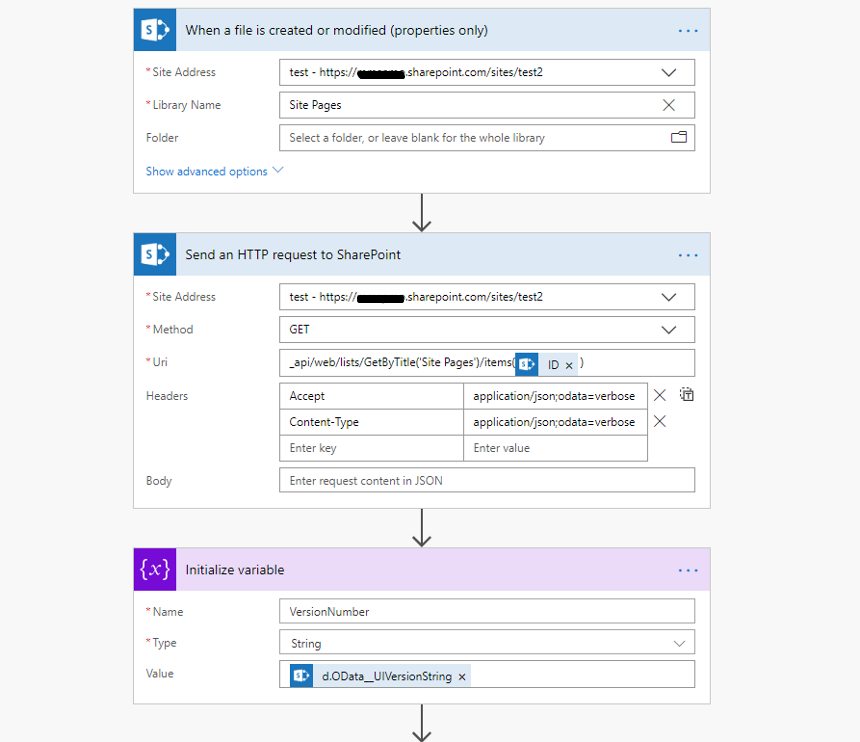 When a file is created or modified (properties only)
* Site Address test - https:// .sharepoint.com/sites/test2
* Library Name Site Pages
Folder Select a folder, or leave blank for the whole library
Show advanced options
Send an HTTP request to SharePoint
* Site Address test - https:// .sharepoint.com/sites/test2
* Method GET
* Uri _api/web/lists/GetByTitle('Site Pages')/items( ID × )
Headers Accept application/json;odata=verbose
Content-Type application/json;odata=verbose
Enter key Enter value
Body Enter request content in JSON
{x} Initialize variable
* Name VersionNumber
* Type String
Value d.OData__UIVersionString ×